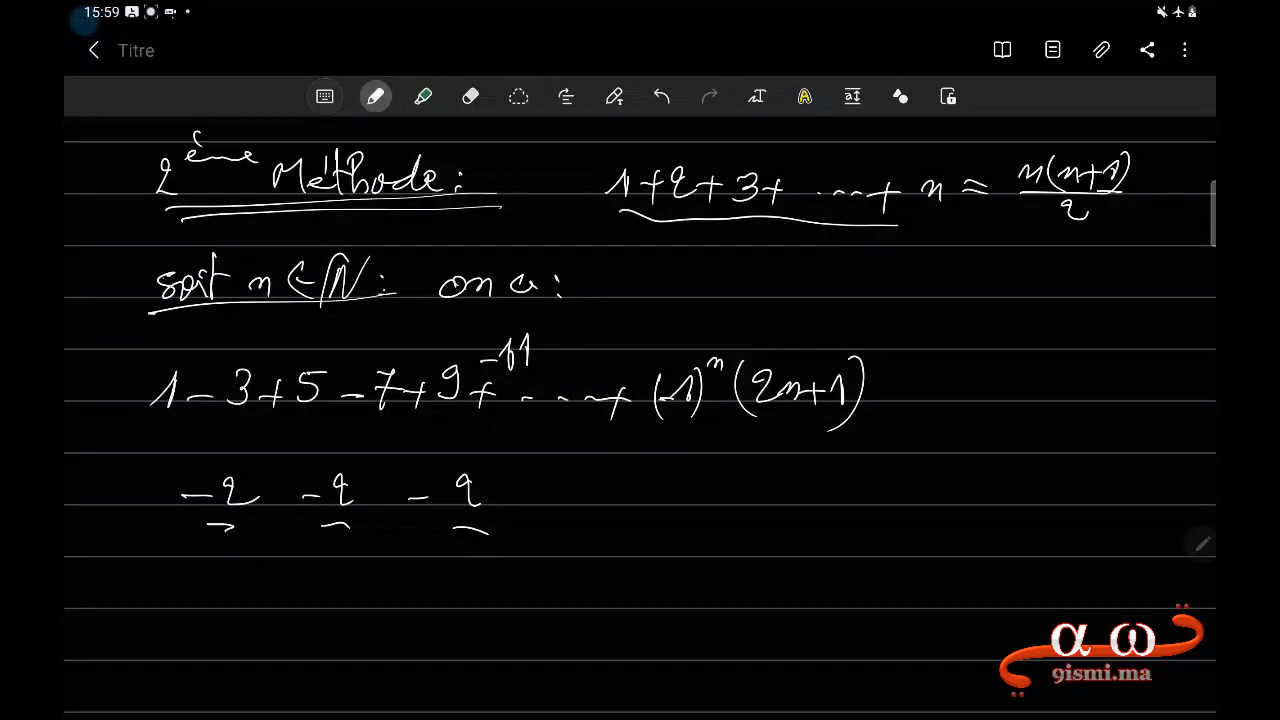 15:59
Titre
2ème Méthode : 1+2+3+ .....+ n = n(n+1)/2
soit n ∈ ℕ : on a :
1 - 3 + 5 - 7 + 9 - 11 + .....+ (-1)^n (2n+1)
-2 -2 -2
α ω
9ismi.ma